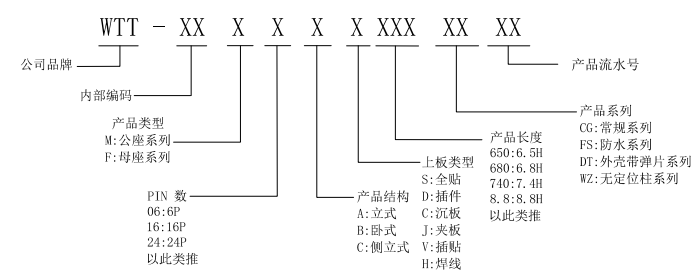 WTT - XX X X X X XXX XX XX
公司品牌
产品流水号
内部编码
产品类型
M:公座系列
F:母座系列
PIN 数
06:6P
16:16P
24:24P
以此类推
产品结构
A:立式
B:卧式
C:侧立式
上板类型
S:全贴
D:插件
C:沉板
J:夹板
V:插贴
H:焊线
产品长度
650:6.5H
680:6.8H
740:7.4H
8.8:8.8H
以此类推
产品系列
CG:常规系列
FS:防水系列
DT:外壳带弹片系列
WZ:无定位柱系列